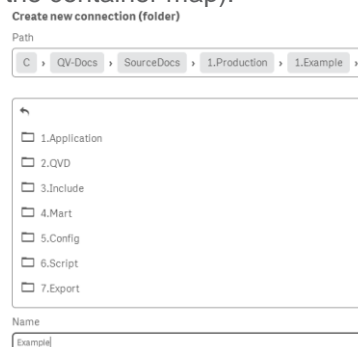 the container map).
Create new connection (folder)
Path
C › QV-Docs › SourceDocs › 1.Production › 1.Example ›
1.Application
2.QVD
3.Include
4.Mart
5.Config
6.Script
7.Export
Name
Example